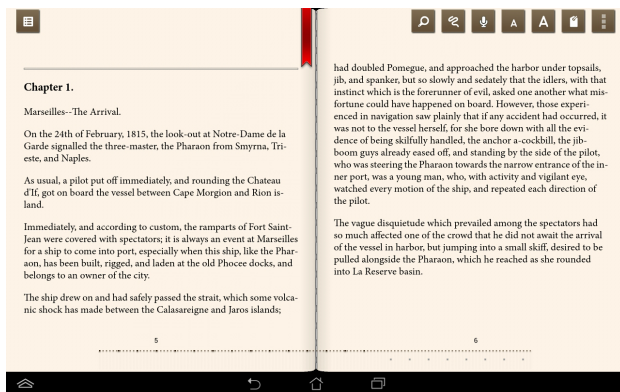 A A
Chapter 1.
Marseilles--The Arrival.
On the 24th of February, 1815, the look-out at Notre-Dame de la
Garde signalled the three-master, the Pharaon from Smyrna, Tri-
este, and Naples.
As usual, a pilot put off immediately, and rounding the Chateau
d'If, got on board the vessel between Cape Morgion and Rion is-
land.
Immediately, and according to custom, the ramparts of Fort Saint-
Jean were covered with spectators; it is always an event at Marseilles
for a ship to come into port, especially when this ship, like the Phar-
aon, has been built, rigged, and laden at the old Phocee docks, and
belongs to an owner of the city.
The ship drew on and had safely passed the strait, which some volca-
nic shock has made between the Calasareigne and Jaros islands;
5
had doubled Pomegue, and approached the harbor under topsails,
jib, and spanker, but so slowly and sedately that the idlers, with that
instinct which is the forerunner of evil, asked one another what mis-
fortune could have happened on board. However, those experi-
enced in navigation saw plainly that if any accident had occurred, it
was not to the vessel herself, for she bore down with all the evi-
dence of being skilfully handled, the anchor a-cockbill, the jib-
boom guys already eased off, and standing by the side of the pilot,
who was steering the Pharaon towards the narrow entrance of the in-
ner port, was a young man, who, with activity and vigilant eye,
watched every motion of the ship, and repeated each direction of
the pilot.
The vague disquietude which prevailed among the spectators had
so much affected one of the crowd that he did not await the arrival
of the vessel in harbor, but jumping into a small skiff, desired to be
pulled alongside the Pharaon, which he reached as she rounded
into La Reserve basin.
6